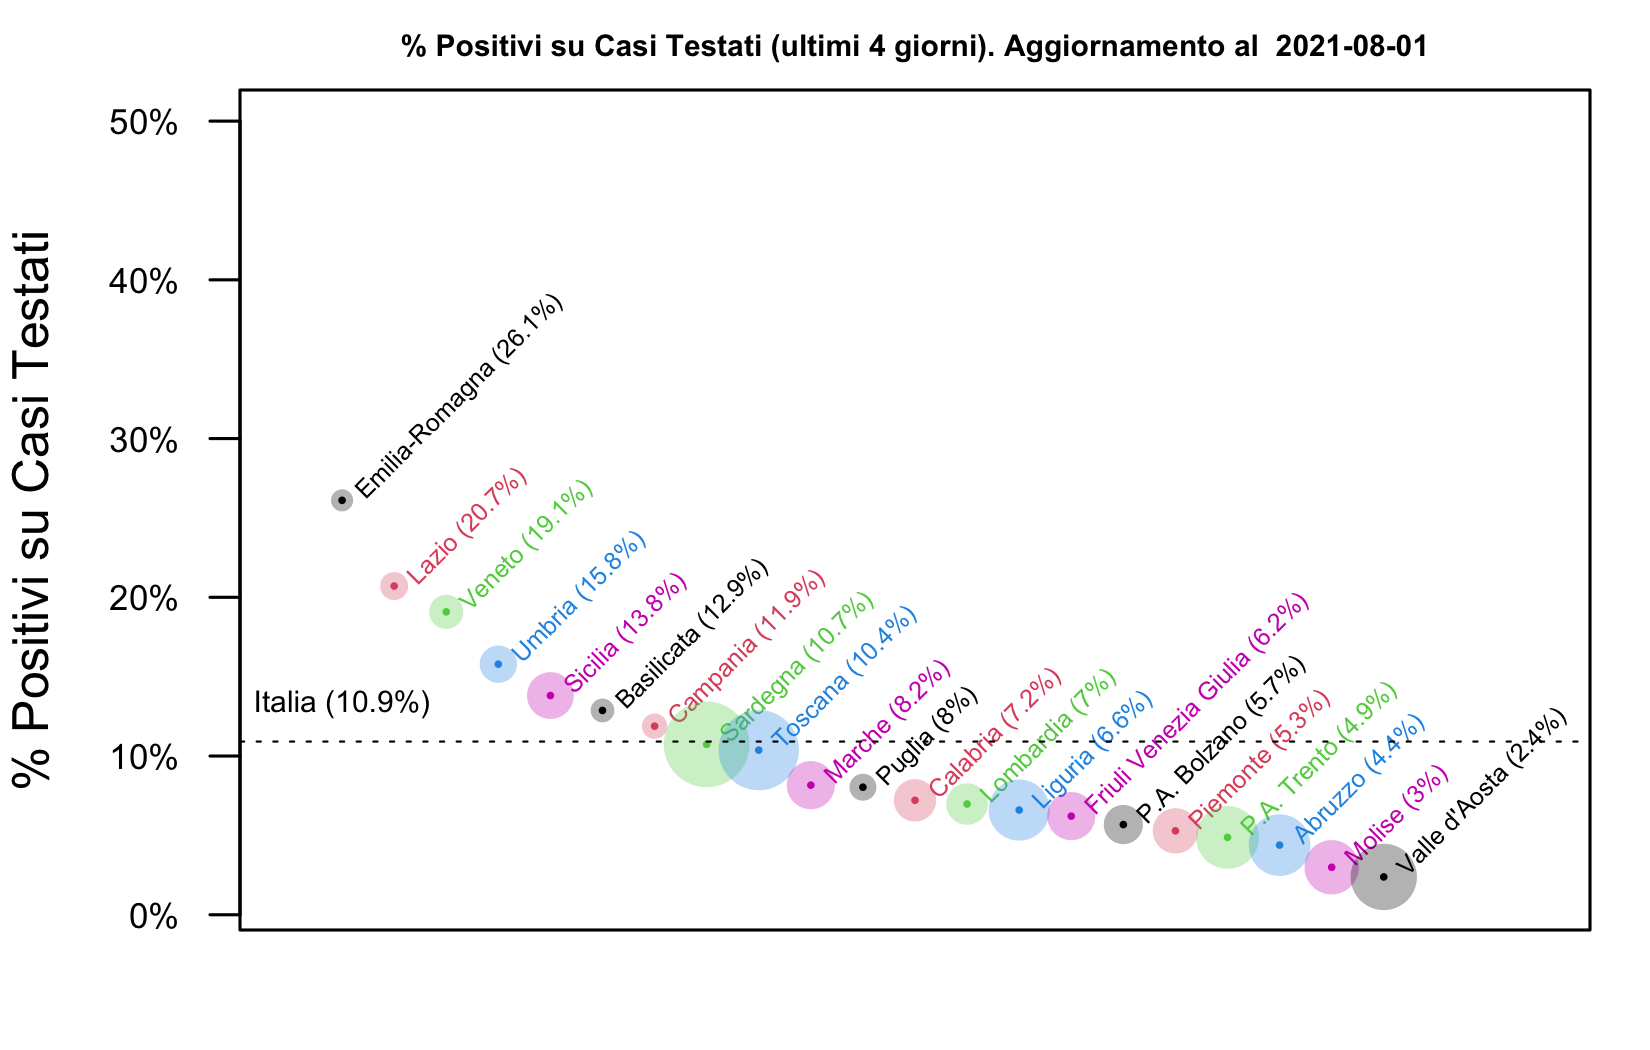 % Positivi su Casi Testati (ultimi 4 giorni). Aggiornamento al  2021-08-01
% Positivi su Casi Testati
50%
40%
30%
20%
10%
0%
Italia (10.9%)
Emilia-Romagna (26.1%)
Lazio (20.7%)
Veneto (19.1%)
Umbria (15.8%)
Sicilia (13.8%)
Basilicata (12.9%)
Campania (11.9%)
Sardegna (10.7%)
Toscana (10.4%)
Marche (8.2%)
Puglia (8%)
Calabria (7.2%)
Lombardia (7%)
Liguria (6.6%)
Friuli Venezia Giulia (6.2%)
P.A. Bolzano (5.7%)
Piemonte (5.3%)
P.A. Trento (4.9%)
Abruzzo (4.4%)
Molise (3%)
Valle d'Aosta (2.4%)